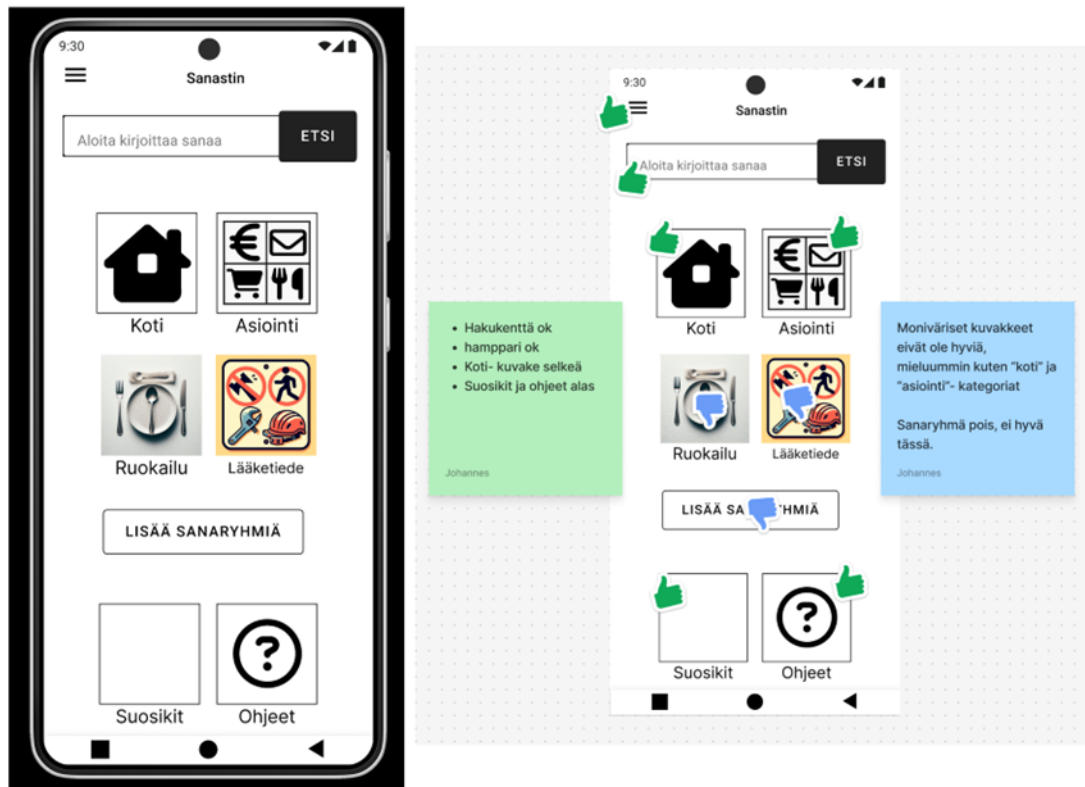 9:30
Sanastin
Aloita kirjoittaa sanaa
ETSI
Koti
Asiointi
Ruokailu
Lääketiede
LISÄÄ SANARYHMIÄ
Suosikit
Ohjeet
• Hakukenttä ok
• hamppari ok
• Koti- kuvake selkeä
• Suosikit ja ohjeet alas
Johannes
9:30
Sanastin
Aloita kirjoittaa sanaa
ETSI
Koti
Asiointi
Ruokailu
Lääketiede
LISÄÄ SA HMIÄ
Suosikit
Ohjeet
Moniväriset kuvakkeet
eivät ole hyviä,
mieluummin kuten "koti" ja
"asiointi"- kategoriat
Sanaryhmä pois, ei hyvä
tässä.
Johannes